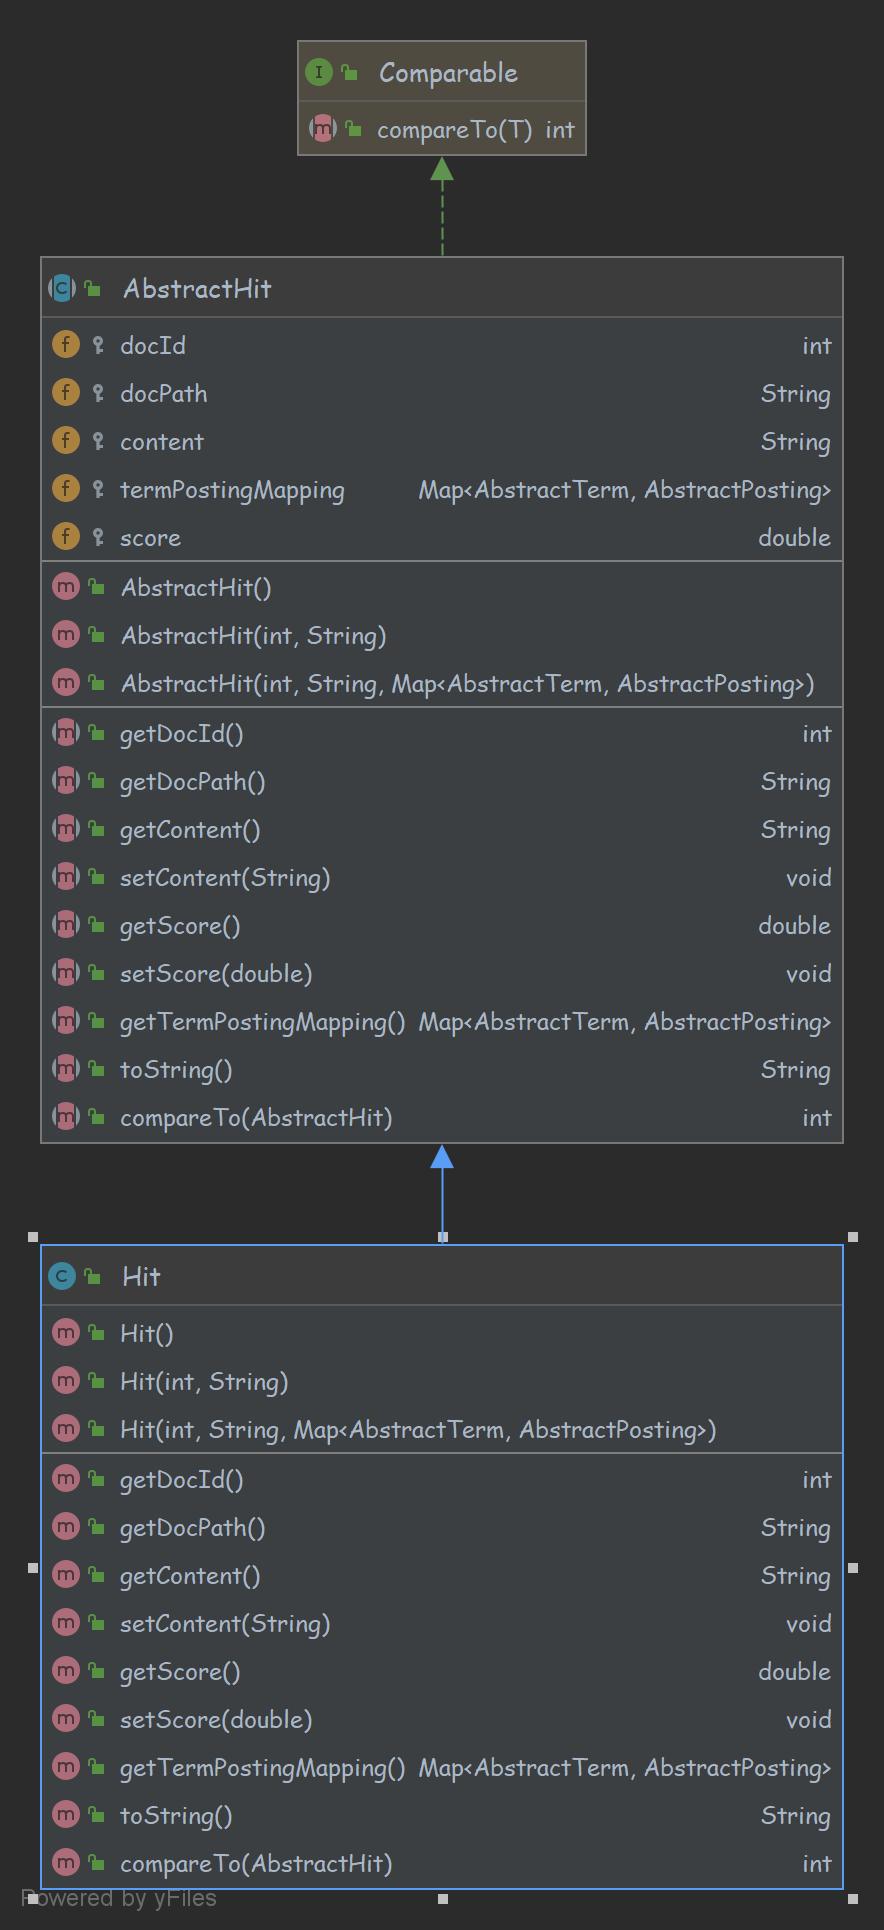 Comparable
compareTo(T) int
AbstractHit
docId int
docPath String
content String
termPostingMapping Map<AbstractTerm, AbstractPosting>
score double
AbstractHit()
AbstractHit(int, String)
AbstractHit(int, String, Map<AbstractTerm, AbstractPosting>)
getDocId() int
getDocPath() String
getContent() String
setContent(String) void
getScore() double
setScore(double) void
getTermPostingMapping() Map<AbstractTerm, AbstractPosting>
toString() String
compareTo(AbstractHit) int
Hit
Hit()
Hit(int, String)
Hit(int, String, Map<AbstractTerm, AbstractPosting>)
getDocId() int
getDocPath() String
getContent() String
setContent(String) void
getScore() double
setScore(double) void
getTermPostingMapping() Map<AbstractTerm, AbstractPosting>
toString() String
compareTo(AbstractHit) int
Powered by yFiles